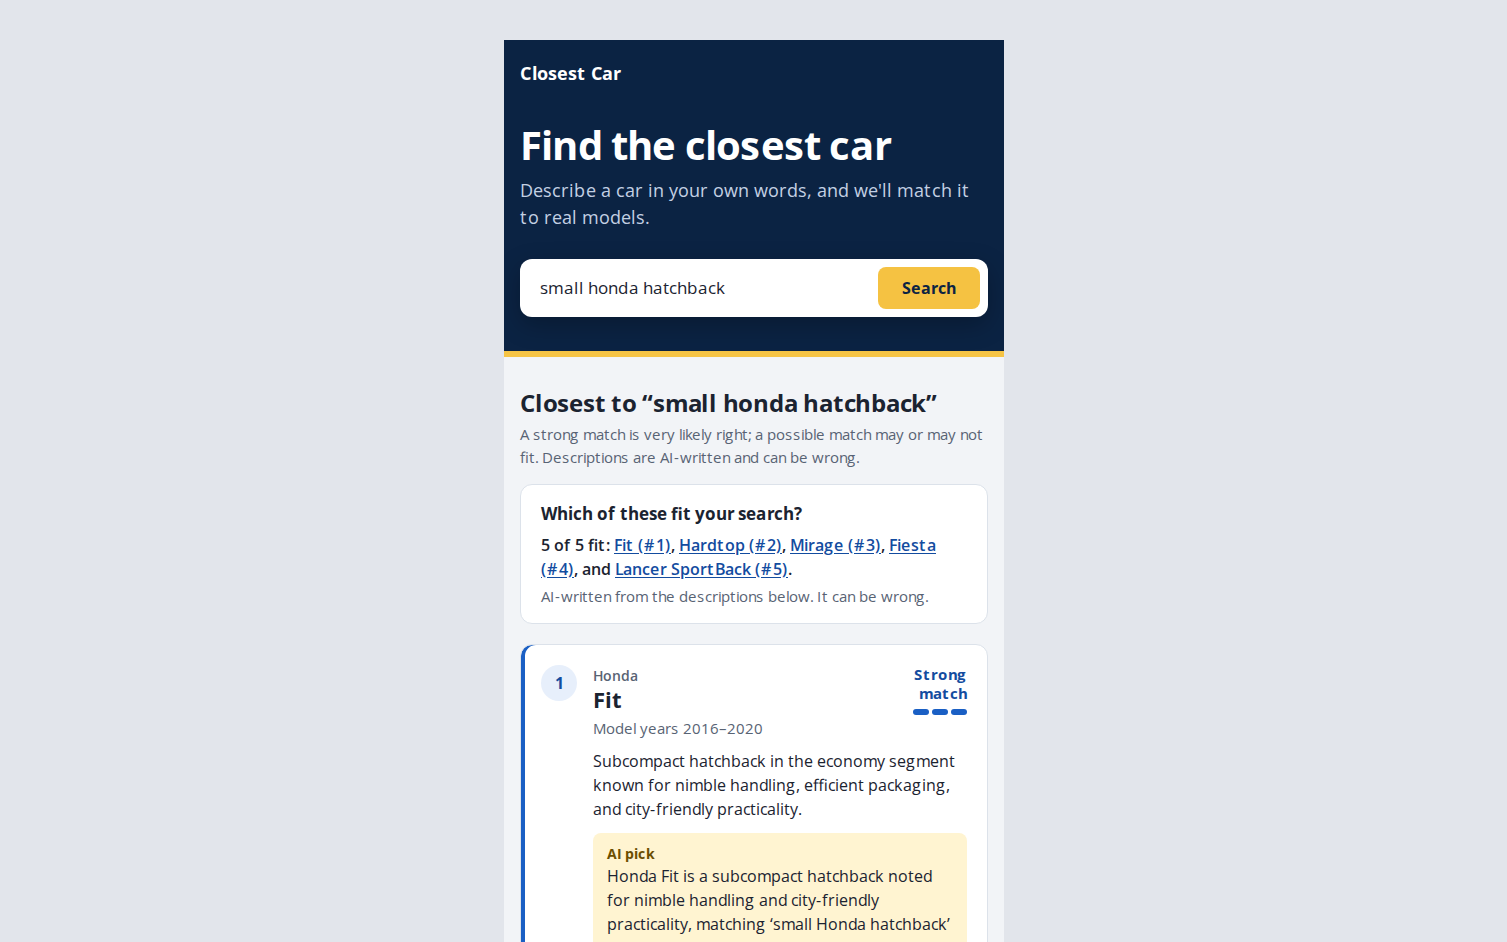 Closest Car
Find the closest car
Describe a car in your own words, and we'll match it
to real models.
small honda hatchback
Search
Closest to “small honda hatchback”
A strong match is very likely right; a possible match may or may not
fit. Descriptions are AI-written and can be wrong.
Which of these fit your search?
5 of 5 fit: Fit (#1), Hardtop (#2), Mirage (#3), Fiesta
(#4), and Lancer SportBack (#5).
AI-written from the descriptions below. It can be wrong.
1
Honda
Fit
Model years 2016–2020
Strong
match
Subcompact hatchback in the economy segment
known for nimble handling, efficient packaging,
and city-friendly practicality.
AI pick
Honda Fit is a subcompact hatchback noted
for nimble handling and city-friendly
practicality, matching ‘small Honda hatchback’